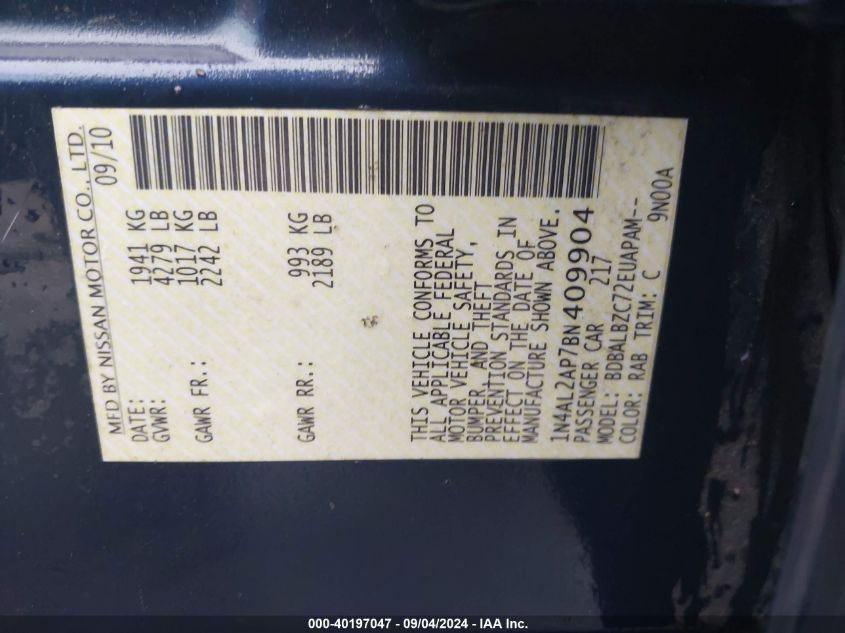 MFD BY NISSAN MOTOR CO., LTD.
DATE: 09/10
GVWR: 1941 KG
4279 LB
GAWR FR.: 1017 KG
2242 LB
GAWR RR.: 993 KG
2189 LB
THIS VEHICLE CONFORMS TO
ALL APPLICABLE FEDERAL
MOTOR VEHICLE SAFETY,
BUMPER, AND THEFT
PREVENTION STANDARDS IN
EFFECT ON THE DATE OF
MANUFACTURE SHOWN ABOVE.
1N4AL2AP7BN409904
PASSENGER CAR 217
MODEL: BDBALBZC72EUAPAM--
COLOR: RAB TRIM: C 9N00A
000-40197047 - 09/04/2024 - IAA Inc.